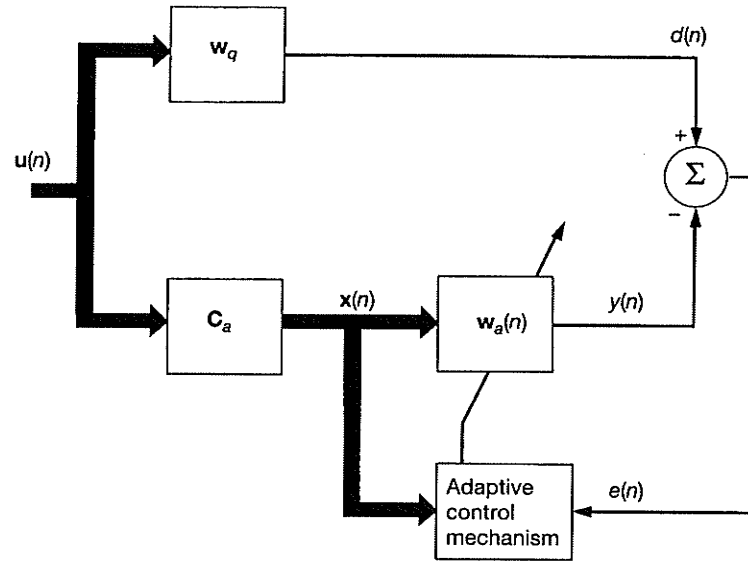 w_q
d(n)
+
Σ
−
u(n)
C_a
x(n)
w_a(n)
y(n)
Adaptive
control
mechanism
e(n)